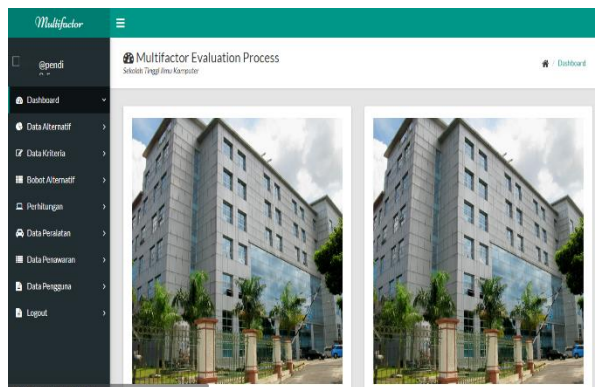 Multifactor
@pendi
Dashboard
Data Alternatif
Data Kriteria
Bobot Alternatif
Perhitungan
Data Peralatan
Data Penawaran
Data Pengguna
Logout
Multifactor Evaluation Process
Sekolah Tinggi Ilmu Komputer
/ Dashboard